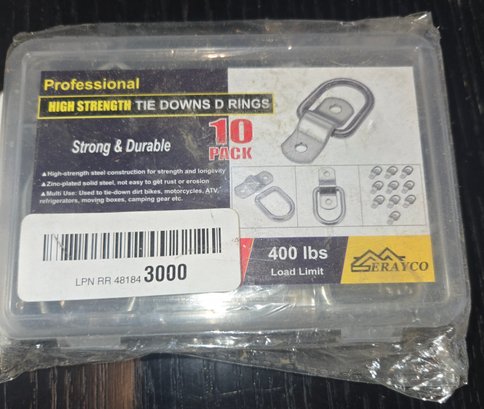 Professional
HIGH STRENGTH TIE DOWNS D RINGS
10
PACK
Strong & Durable
▲High-strength steel construction for strength and longivity
▲Zinc-plated solid steel, not easy to get rust or erosion
▲Multi Use: Used to tie-down dirt bikes, motorcycles, ATV,
refrigerators, moving boxes, camping gear etc.
LPN RR 48184 3000
400 lbs
Load Limit
SERAYCO